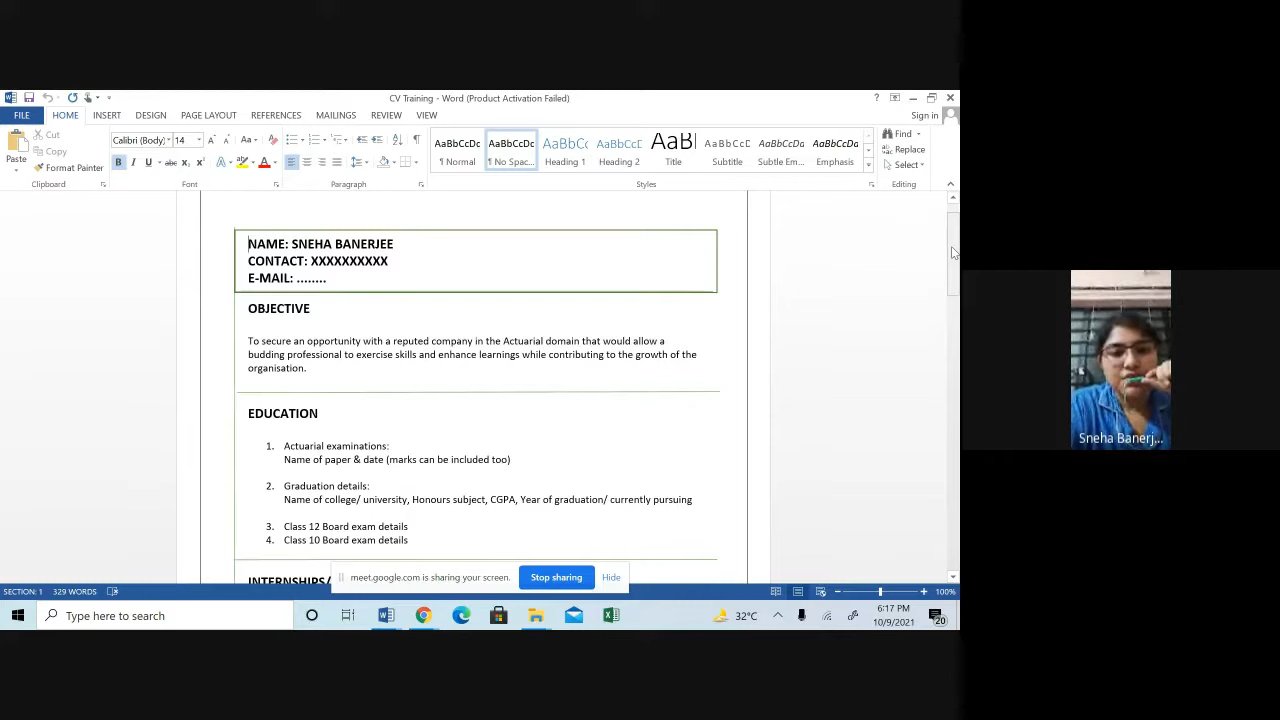 CV Training - Word (Product Activation Failed)
FILE HOME INSERT DESIGN PAGE LAYOUT REFERENCES MAILINGS REVIEW VIEW Sign in
Cut
Copy
Format Painter
Paste
Clipboard
Calibri (Body) 14
Font
Paragraph
AaBbCcDc AaBbCcDc AaBbCc AaBbCcE AaB AaBbCcD AaBbCcDa AaBbCcDa
¶ Normal ¶ No Spac... Heading 1 Heading 2 Title Subtitle Subtle Em... Emphasis
Styles
Find
Replace
Select
Editing
NAME: SNEHA BANERJEE
CONTACT: XXXXXXXXXX
E-MAIL: ........
OBJECTIVE
To secure an opportunity with a reputed company in the Actuarial domain that would allow a
budding professional to exercise skills and enhance learnings while contributing to the growth of the
organisation.
EDUCATION
1. Actuarial examinations:
Name of paper & date (marks can be included too)
2. Graduation details:
Name of college/ university, Honours subject, CGPA, Year of graduation/ currently pursuing
3. Class 12 Board exam details
4. Class 10 Board exam details
INTERNSHIPS/
meet.google.com is sharing your screen. Stop sharing Hide
SECTION: 1 329 WORDS 100%
Type here to search
32°C
6:17 PM
10/9/2021
20
Sneha Banerj...